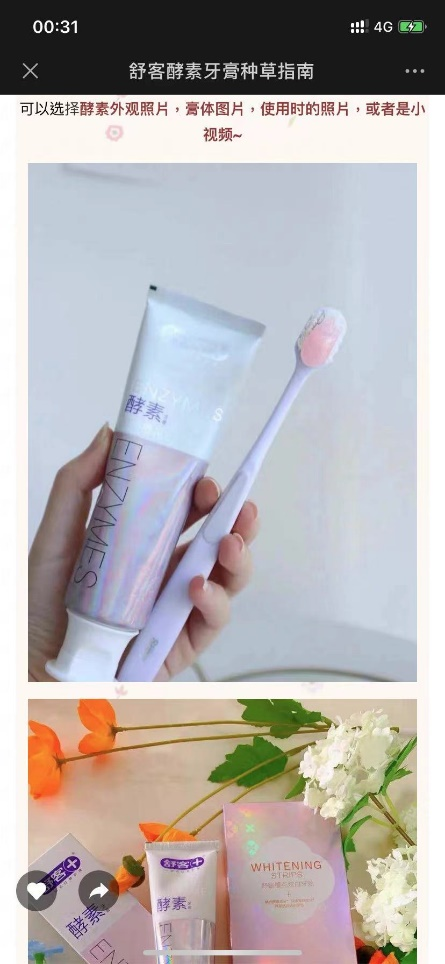 00:31
4G
舒客酵素牙膏种草指南
可以选择酵素外观照片，膏体图片，使用时的照片，或者是小
视频~
ENZYMES
酵素
ENZYMES
舒客
酵素
舒客
酵素
WHITENING
STRIPS